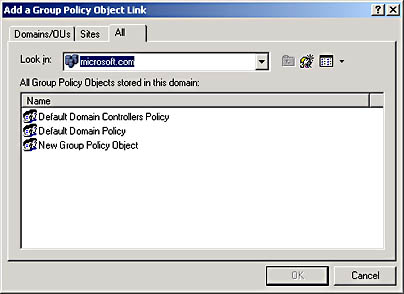 Add a Group Policy Object Link
Domains/OUs Sites All
Look in: microsoft.com
All Group Policy Objects stored in this domain:
Name
Default Domain Controllers Policy
Default Domain Policy
New Group Policy Object
OK Cancel